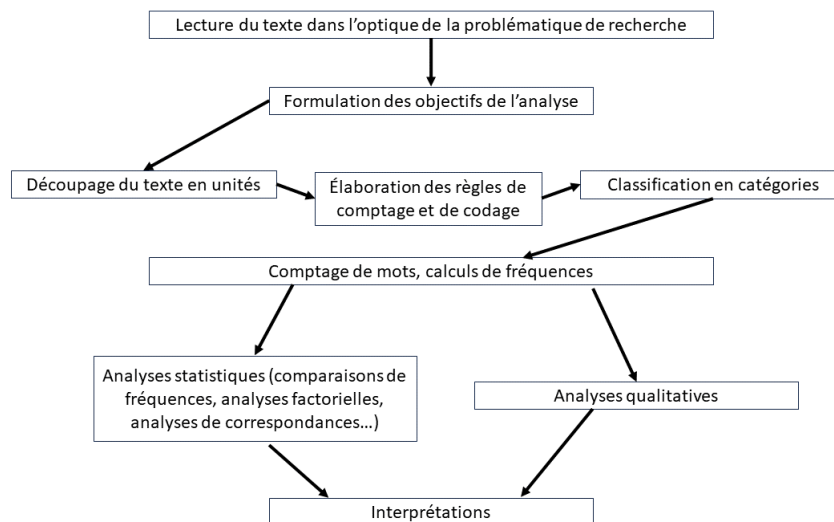 Lecture du texte dans l’optique de la problématique de recherche
Formulation des objectifs de l’analyse
Découpage du texte en unités
Élaboration des règles de
comptage et de codage
Classification en catégories
Comptage de mots, calculs de fréquences
Analyses statistiques (comparaisons de
fréquences, analyses factorielles,
analyses de correspondances…)
Analyses qualitatives
Interprétations